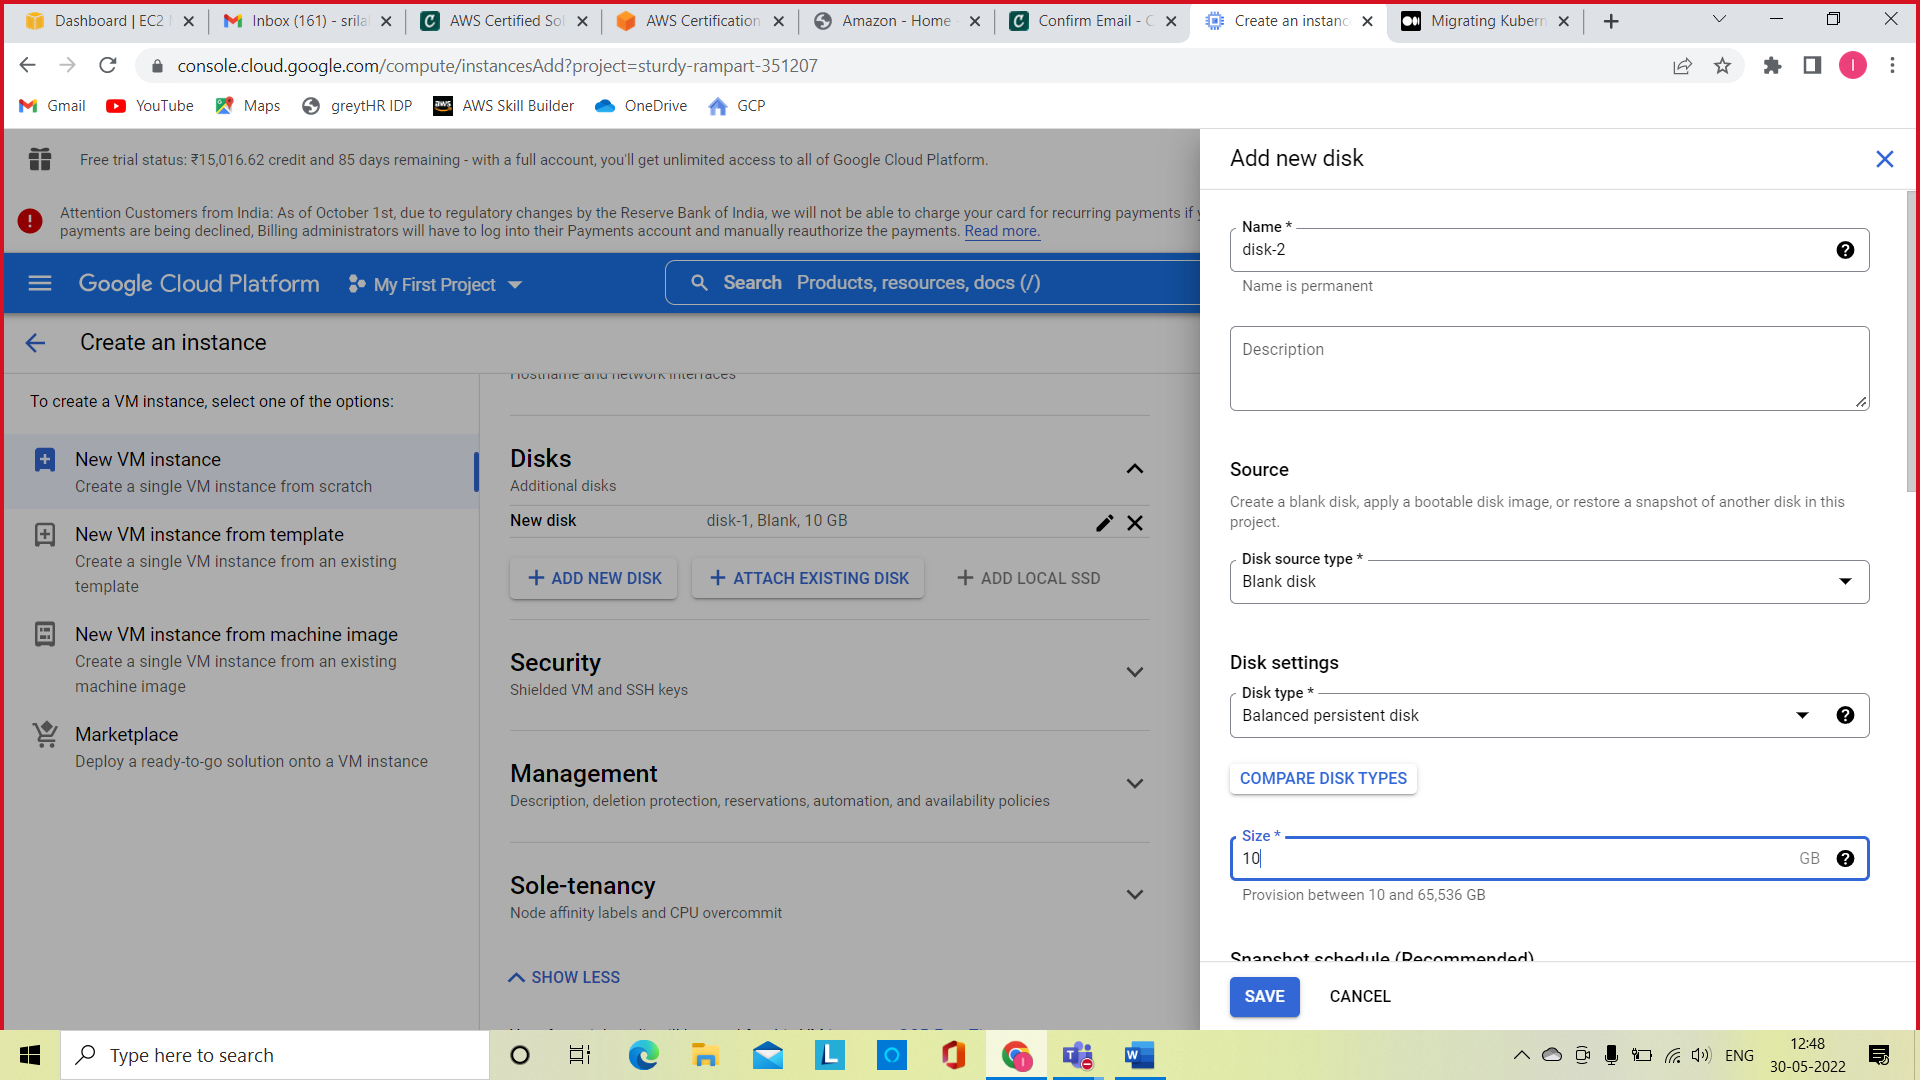 Dashboard | EC2
Inbox (161) - srila
AWS Certified Sol
AWS Certification
Amazon - Home
Confirm Email - C
Create an instanc
Migrating Kubern
console.cloud.google.com/compute/instancesAdd?project=sturdy-rampart-351207
I
Gmail
YouTube
Maps
greytHR IDP
aws
AWS Skill Builder
OneDrive
GCP
Free trial status: ₹15,016.62 credit and 85 days remaining - with a full account, you'll get unlimited access to all of Google Cloud Platform.
Attention Customers from India: As of October 1st, due to regulatory changes by the Reserve Bank of India, we will not be able to charge your card for recurring payments if
payments are being declined, Billing administrators will have to log into their Payments account and manually reauthorize the payments. Read more.
Google Cloud Platform
My First Project
Search Products, resources, docs (/)
Create an instance
To create a VM instance, select one of the options:
New VM instance
Create a single VM instance from scratch
New VM instance from template
Create a single VM instance from an existing
template
New VM instance from machine image
Create a single VM instance from an existing
machine image
Marketplace
Deploy a ready-to-go solution onto a VM instance
Hostname and network interfaces
Disks
Additional disks
New disk
disk-1, Blank, 10 GB
ADD NEW DISK
ATTACH EXISTING DISK
ADD LOCAL SSD
Security
Shielded VM and SSH keys
Management
Description, deletion protection, reservations, automation, and availability policies
Sole-tenancy
Node affinity labels and CPU overcommit
SHOW LESS
Add new disk
Name *
disk-2
Name is permanent
Description
Source
Create a blank disk, apply a bootable disk image, or restore a snapshot of another disk in this
project.
Disk source type *
Blank disk
Disk settings
Disk type *
Balanced persistent disk
COMPARE DISK TYPES
Size *
10
GB
Provision between 10 and 65,536 GB
Snapshot schedule (Recommended)
SAVE
CANCEL
Type here to search
ENG
12:48
30-05-2022